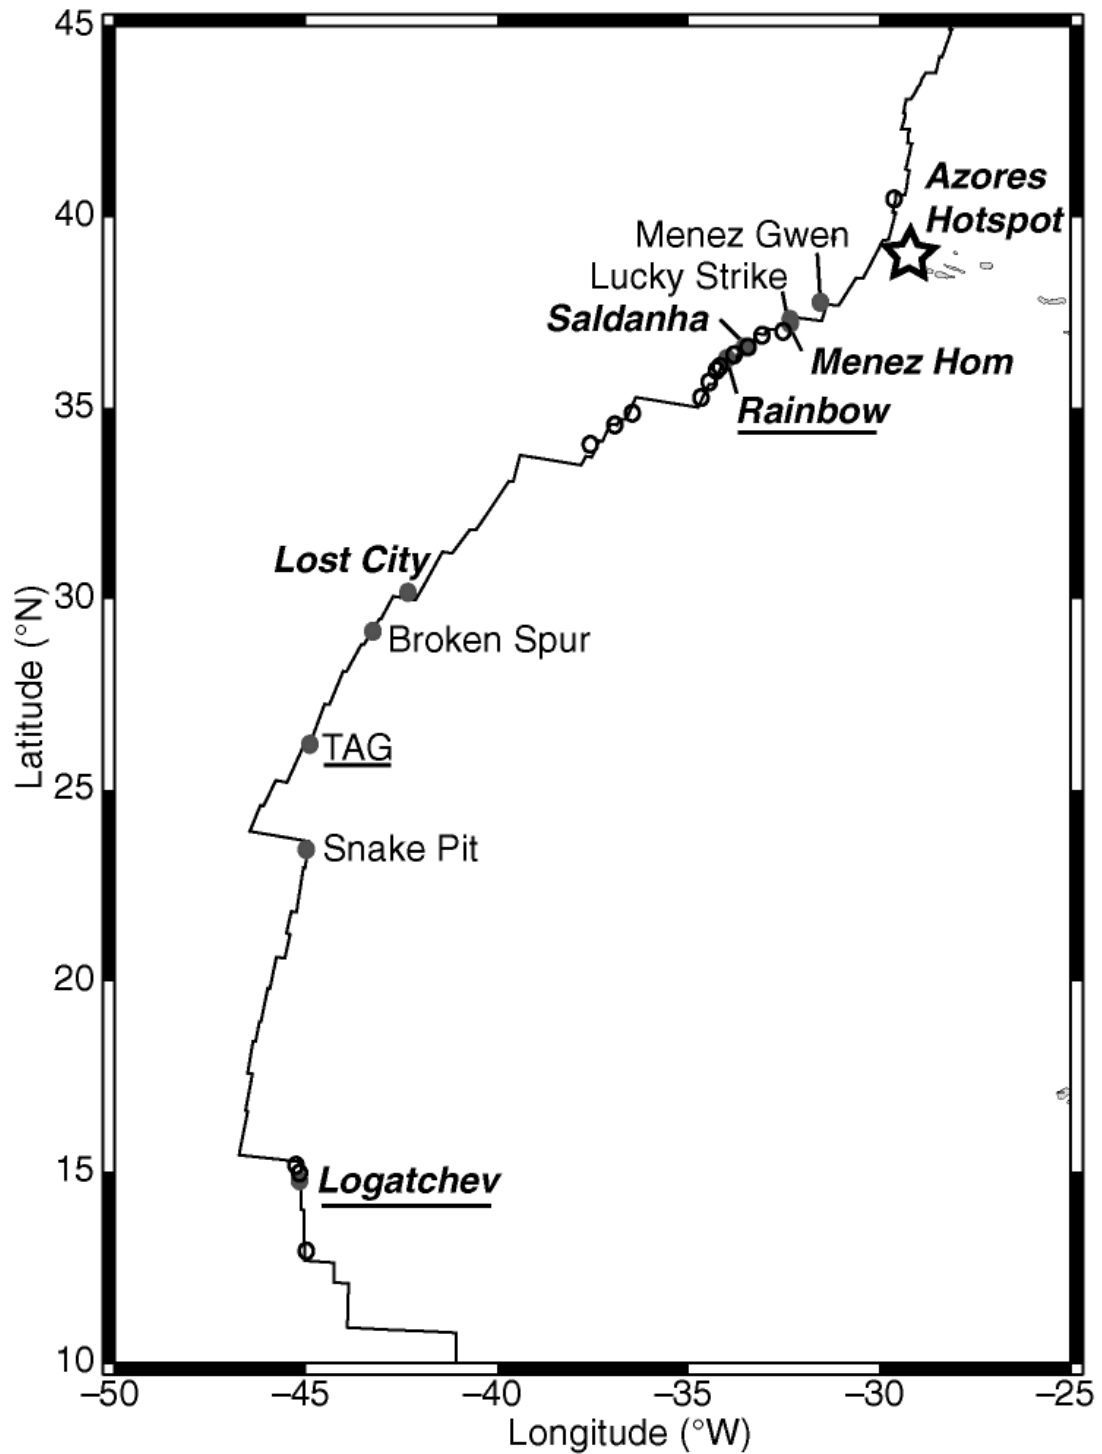 45
Azores
40
Hotspot
Menez Gwen
Lucky Strike
Saldanha
Menez Hom
35
Rainbow
Lost City
30
Broken Spur
Latitude (°N)
TAG
25
Snake Pit
20
15
Logatchev
10
–50
–45
–40
–35
–30
–25
Longitude (°W)